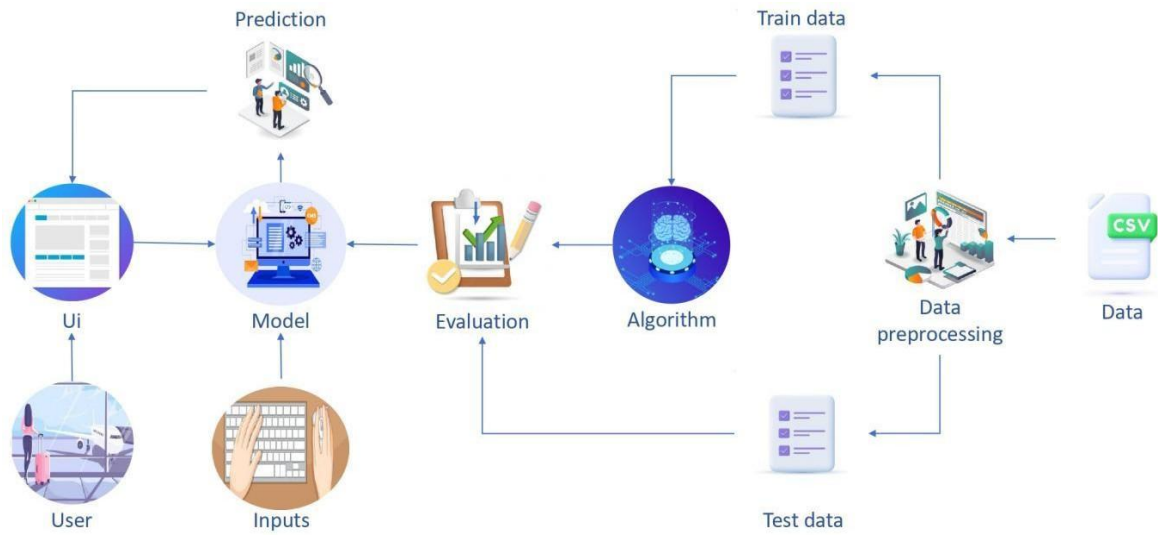 Prediction
Train data
CSV
Ui
Model
Evaluation
Algorithm
Data
preprocessing
Data
User
Inputs
Test data